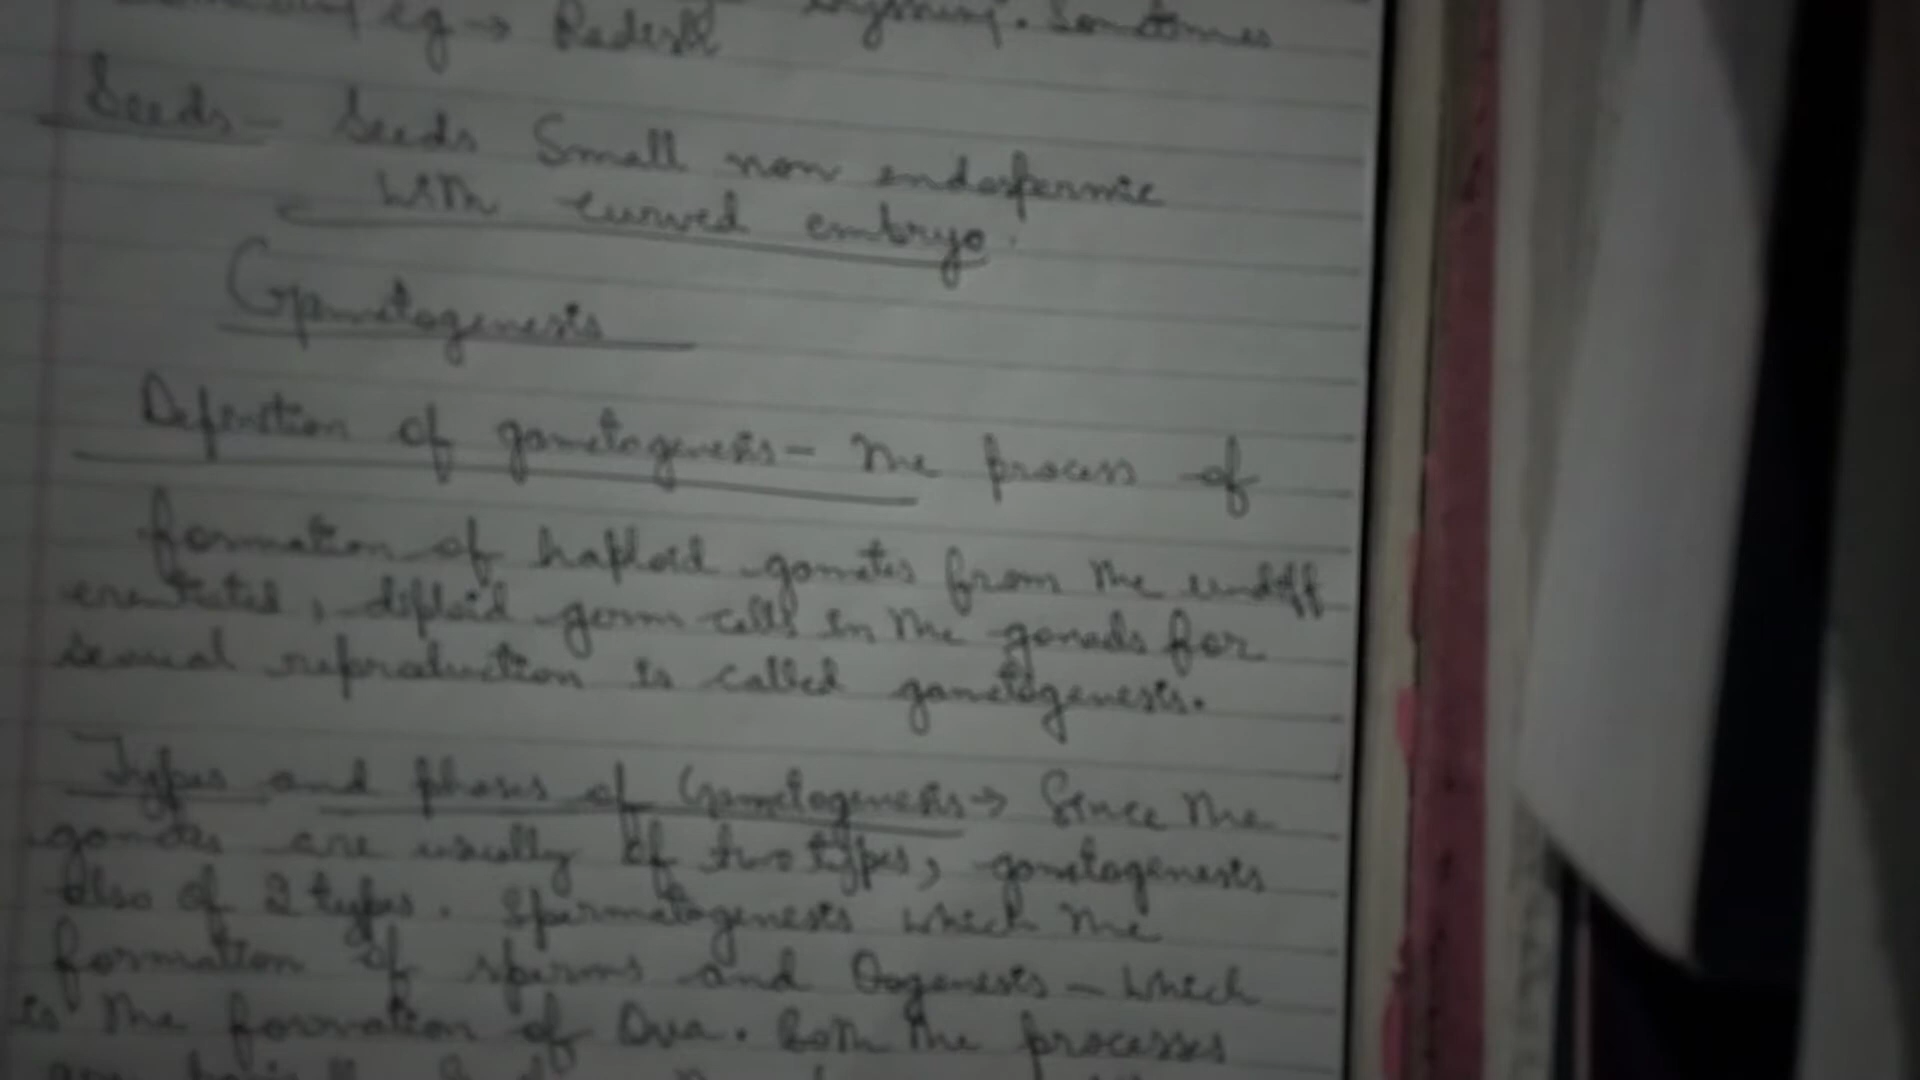 eg → Sometimes
Seeds - Seeds Small non endospermic
with curved embryo.
Gametogenesis
Definition of gametogenesis - The process of
formation of haploid gametes from the undiff
erentiated, diploid germ cells in the gonads for
sexual reproduction is called gametogenesis.
Types and phases of Gametogenesis → Since the
are usually of two types, gametogenesis
also of 2 types. Spermatogenesis which the
formation of sperms and Oogenesis - which
is the formation of Ova. Both the processes